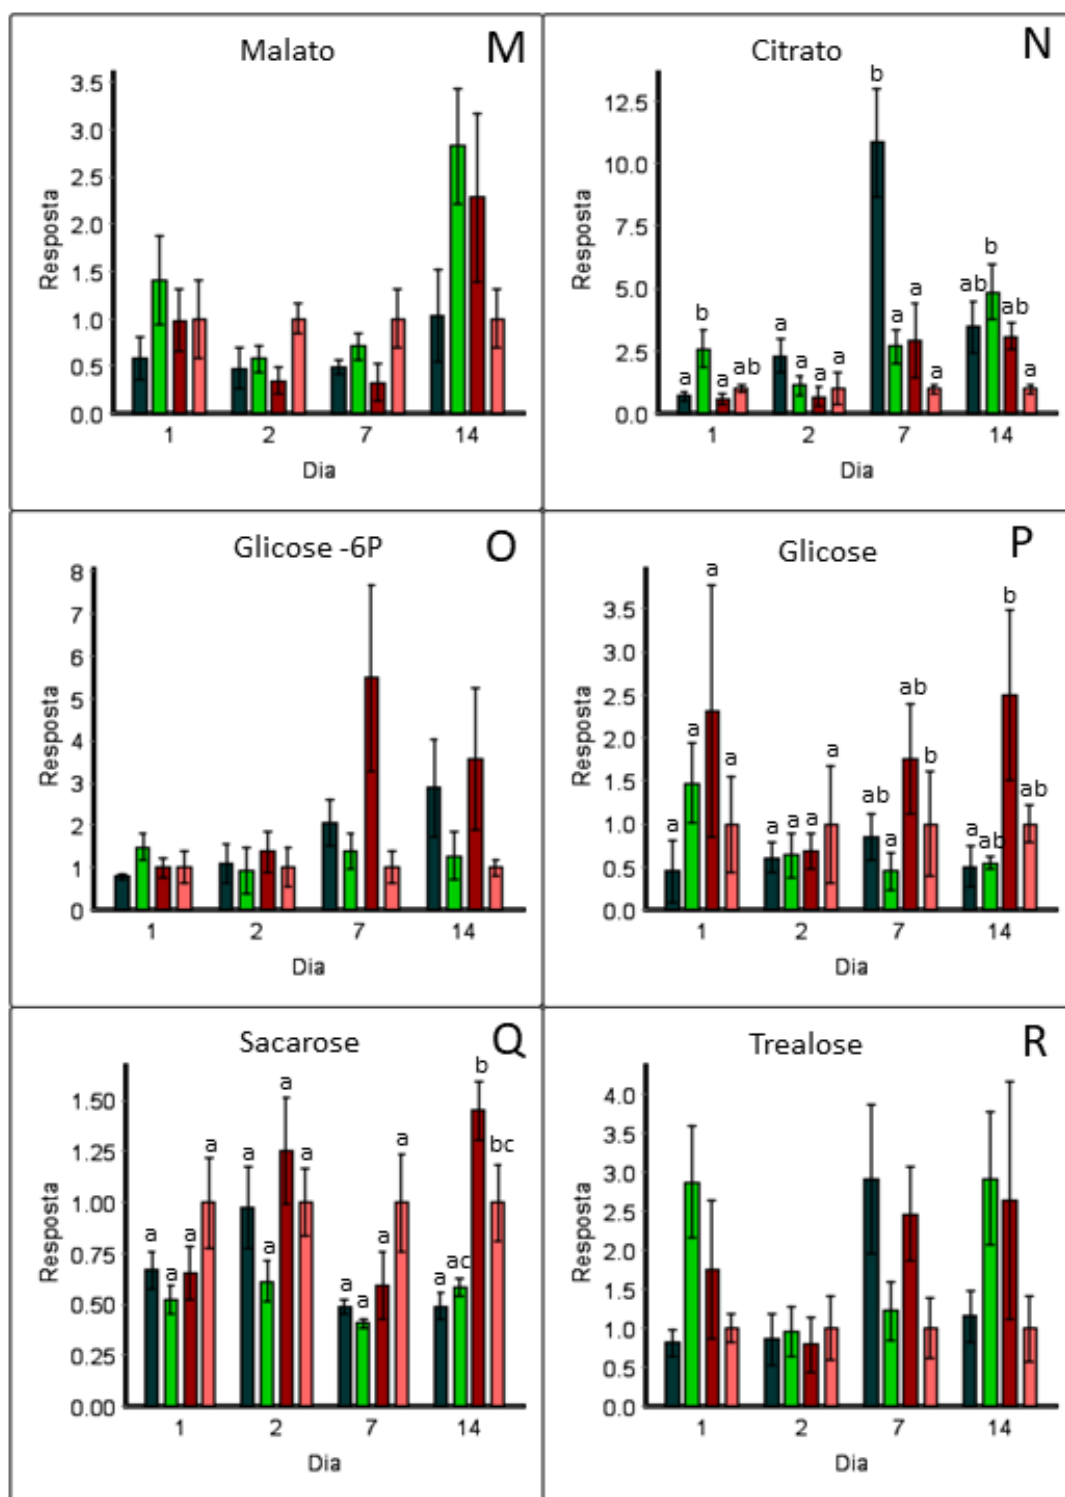 Malato
M
Resposta
3.5
3.0
2.5
2.0
1.5
1.0
0.5
0.0
1 2 7 14
Dia
Citrato
N
Resposta
12.5
10.0
7.5
5.0
2.5
0.0
a b a ab
a a a a
b a a a
ab b ab a
1 2 7 14
Dia
Glicose -6P
O
Resposta
8
7
6
5
4
3
2
1
0
1 2 7 14
Dia
Glicose
P
Resposta
3.5
3.0
2.5
2.0
1.5
1.0
0.5
0.0
a a a a
a a a a
ab a ab b
a ab b ab
1 2 7 14
Dia
Sacarose
Q
Resposta
1.50
1.25
1.00
0.75
0.50
0.25
0.00
a a a a
a a a a
a a a a
a ac b bc
1 2 7 14
Dia
Trealose
R
Resposta
4.0
3.5
3.0
2.5
2.0
1.5
1.0
0.5
0.0
1 2 7 14
Dia